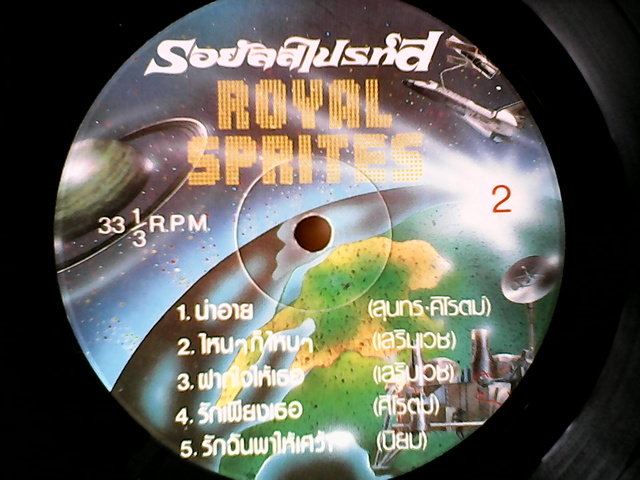 รอยัลสไปรท์ส
ROYAL
SPRITES
2
33 1/3 R.P.M.
1. น่าอาย (สุนทร·ศิโรตม์)
2. ไหนๆก็ไหนๆ (เสริมเวช)
3. ฝากใจให้เธอ (เสริมเวช)
4. รักเพียงเธอ (ศิโรตม์)
5. รักฉันพาให้เศร้า (นิยม)